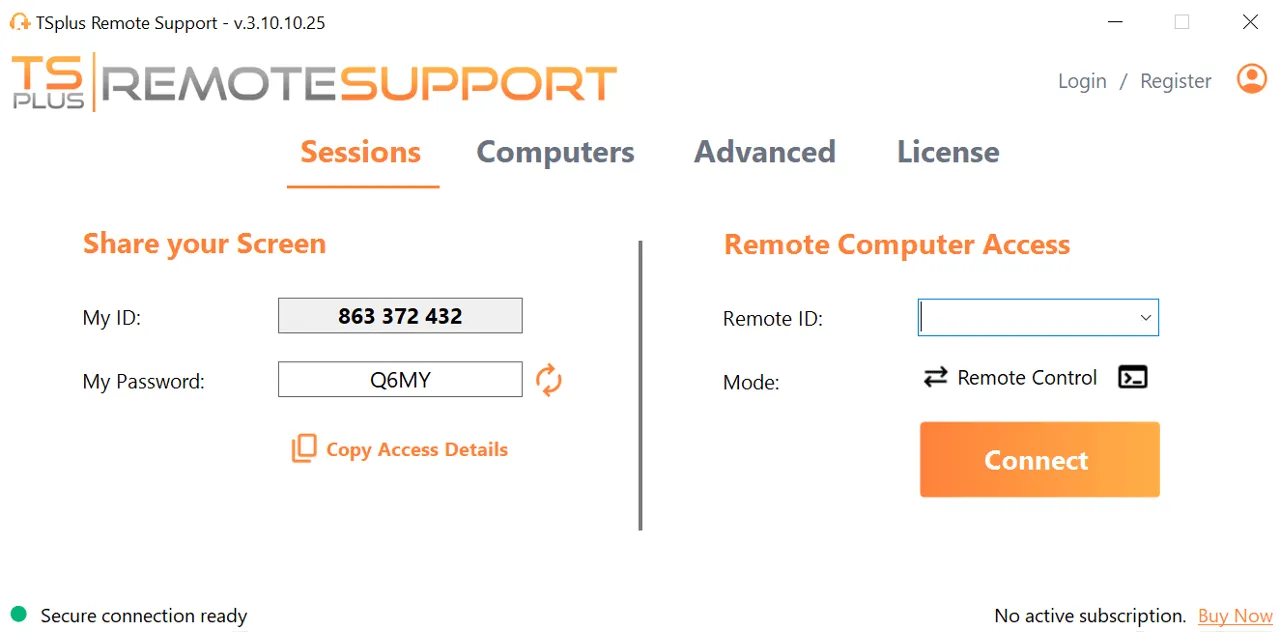 TSplus Remote Support - v.3.10.10.25
TS PLUS REMOTESUPPORT
Login / Register
Sessions Computers Advanced License
Share your Screen
My ID: 863 372 432
My Password: Q6MY
Copy Access Details
Remote Computer Access
Remote ID:
Mode: Remote Control
Connect
Secure connection ready
No active subscription. Buy Now